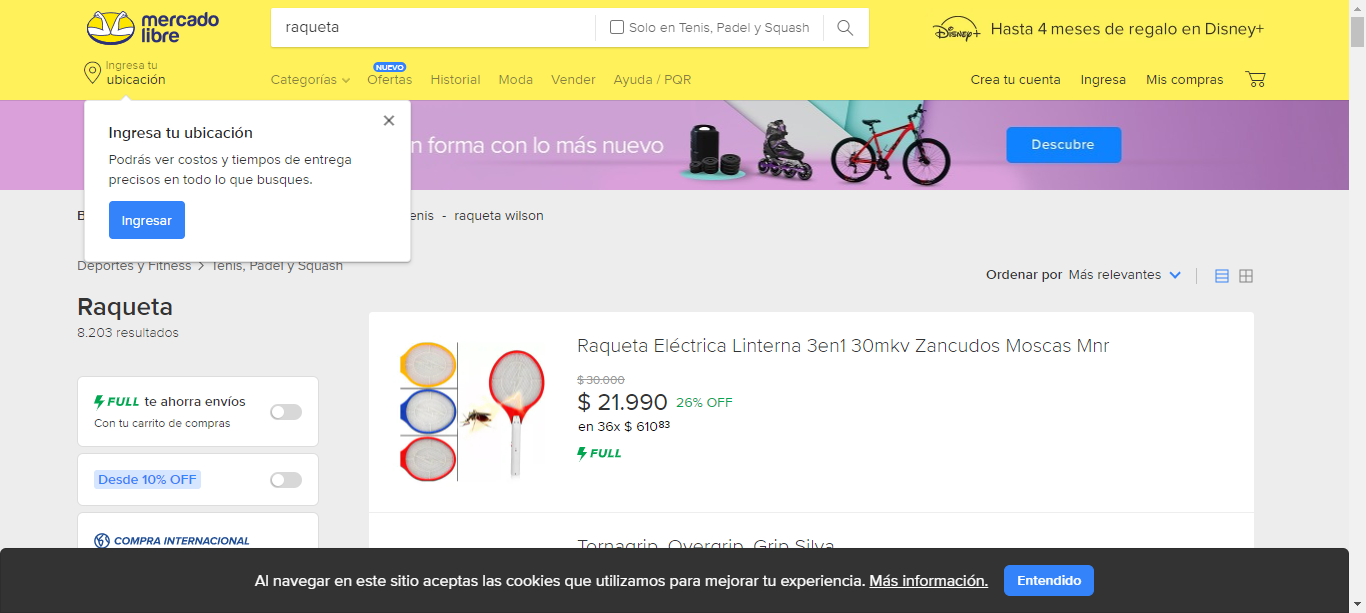 mercado
libre
raqueta
Solo en Tenis, Padel y Squash
Disney+
Hasta 4 meses de regalo en Disney+
Ingresa tu
ubicación
Categorías
NUEVO
Ofertas
Historial
Moda
Vender
Ayuda / PQR
Crea tu cuenta
Ingresa
Mis compras
Ingresa tu ubicación
Podrás ver costos y tiempos de entrega
precisos en todo lo que busques.
Ingresar
n forma con lo más nuevo
Descubre
enis - raqueta wilson
Deportes y Fitness > Tenis, Padel y Squash
Ordenar por Más relevantes
Raqueta
8.203 resultados
FULL te ahorra envíos
Con tu carrito de compras
Desde 10% OFF
COMPRA INTERNACIONAL
Raqueta Eléctrica Linterna 3en1 30mkv Zancudos Moscas Mnr
$ 30.000
$ 21.990 26% OFF
en 36x $ 61083
FULL
Tornagrip, Overgrip, Grip Silva
Al navegar en este sitio aceptas las cookies que utilizamos para mejorar tu experiencia. Más información.
Entendido